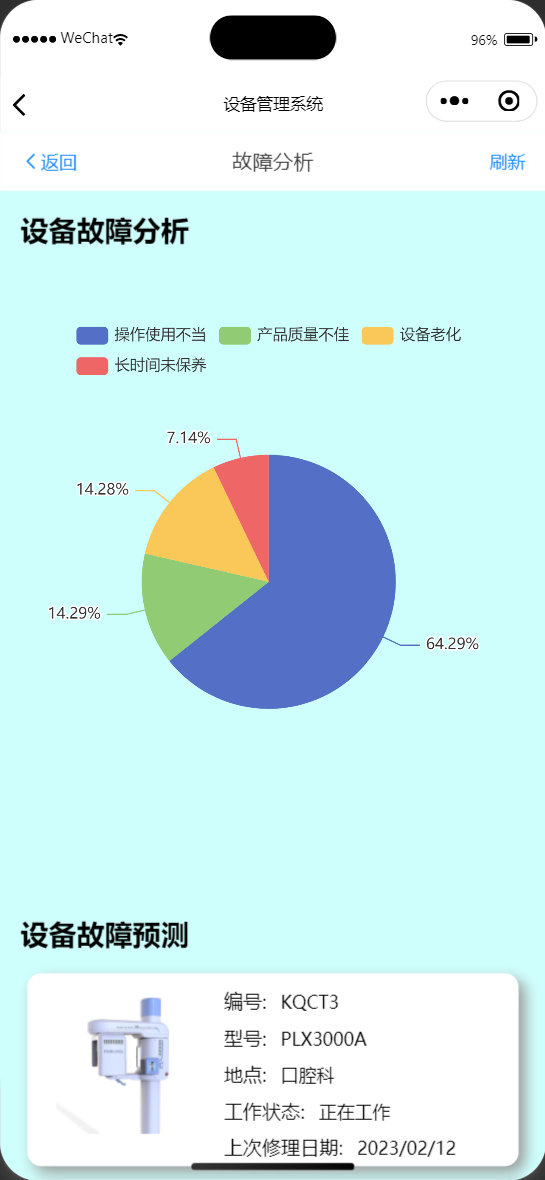 WeChat
96%
设备管理系统
返回
故障分析
刷新
设备故障分析
操作使用不当
产品质量不佳
设备老化
长时间未保养
7.14%
14.28%
14.29%
64.29%
设备故障预测
编号: KQCT3
型号: PLX3000A
地点: 口腔科
工作状态: 正在工作
上次修理日期: 2023/02/12